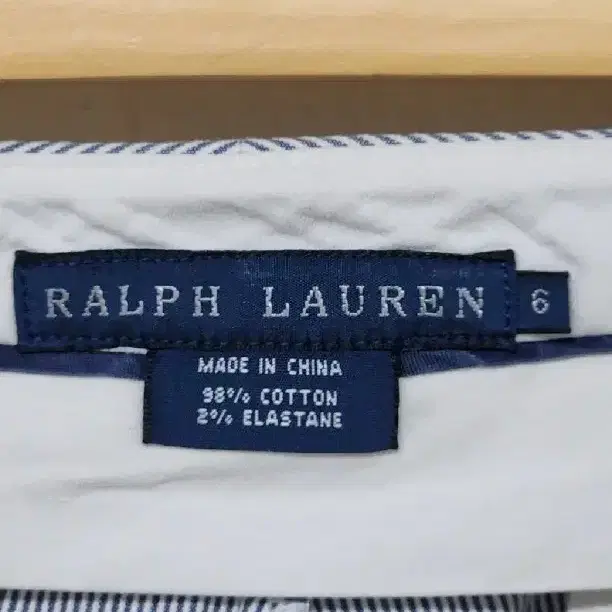 RALPH LAUREN 6
MADE IN CHINA
98% COTTON
2% ELASTANE